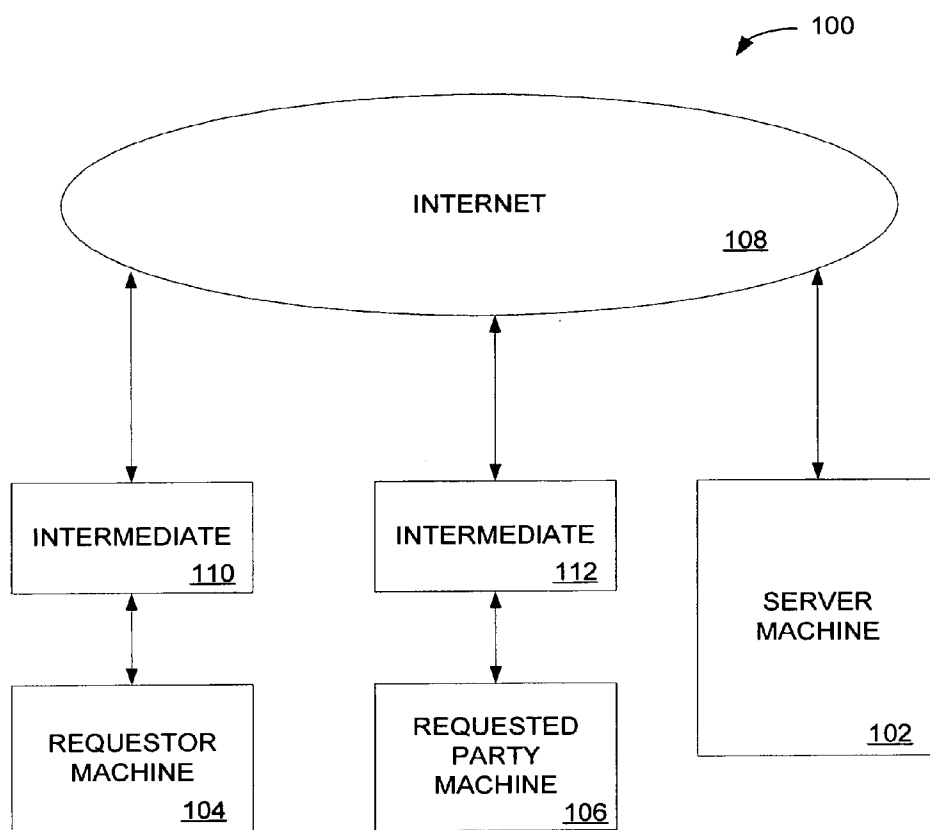 100
INTERNET
108
INTERMEDIATE
110
INTERMEDIATE
112
SERVER
MACHINE
102
REQUESTOR
MACHINE
104
REQUESTED
PARTY
MACHINE
106